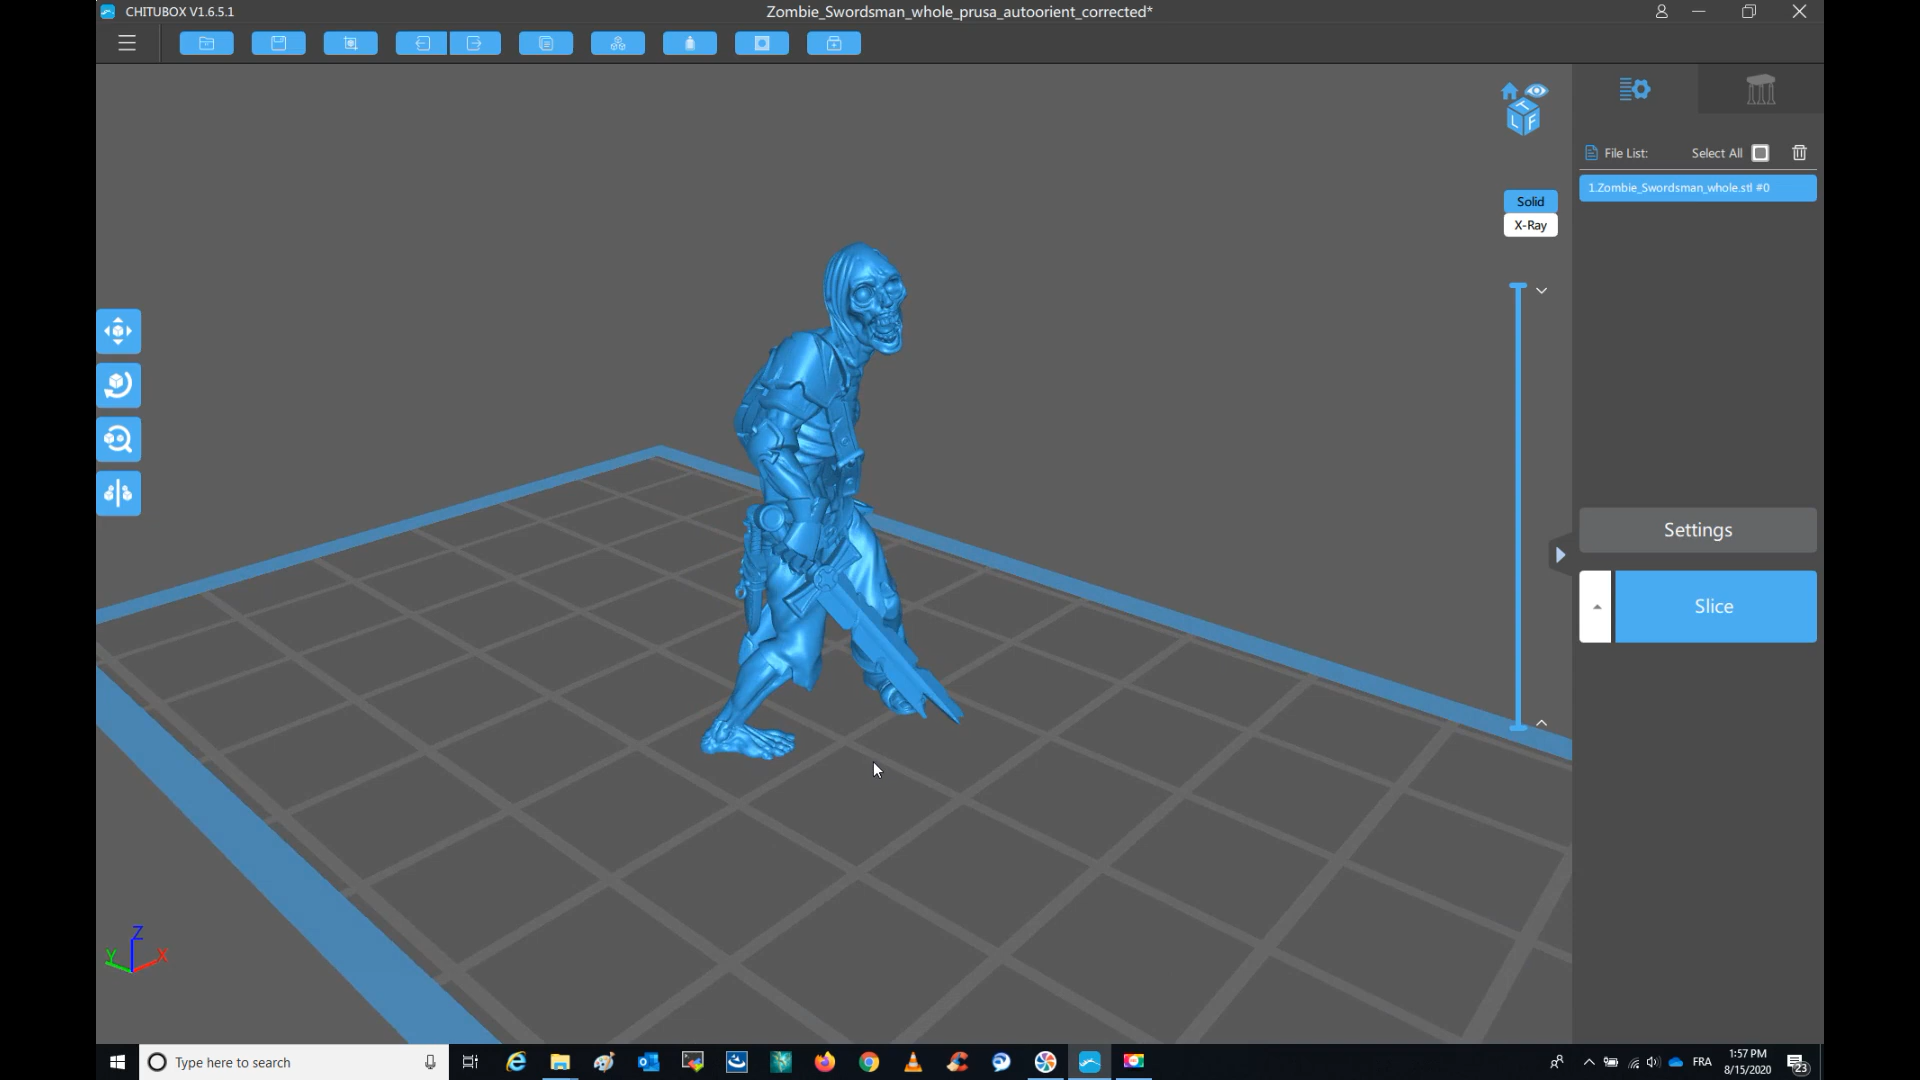 CHITUBOX V1.6.5.1
Zombie_Swordsman_whole_prusa_autoorient_corrected*
T
L F
File List:
Select All
1.Zombie_Swordsman_whole.stl #0
Solid
X-Ray
Settings
Slice
Z
Y X
Type here to search
FRA
1:57 PM
8/15/2020
23